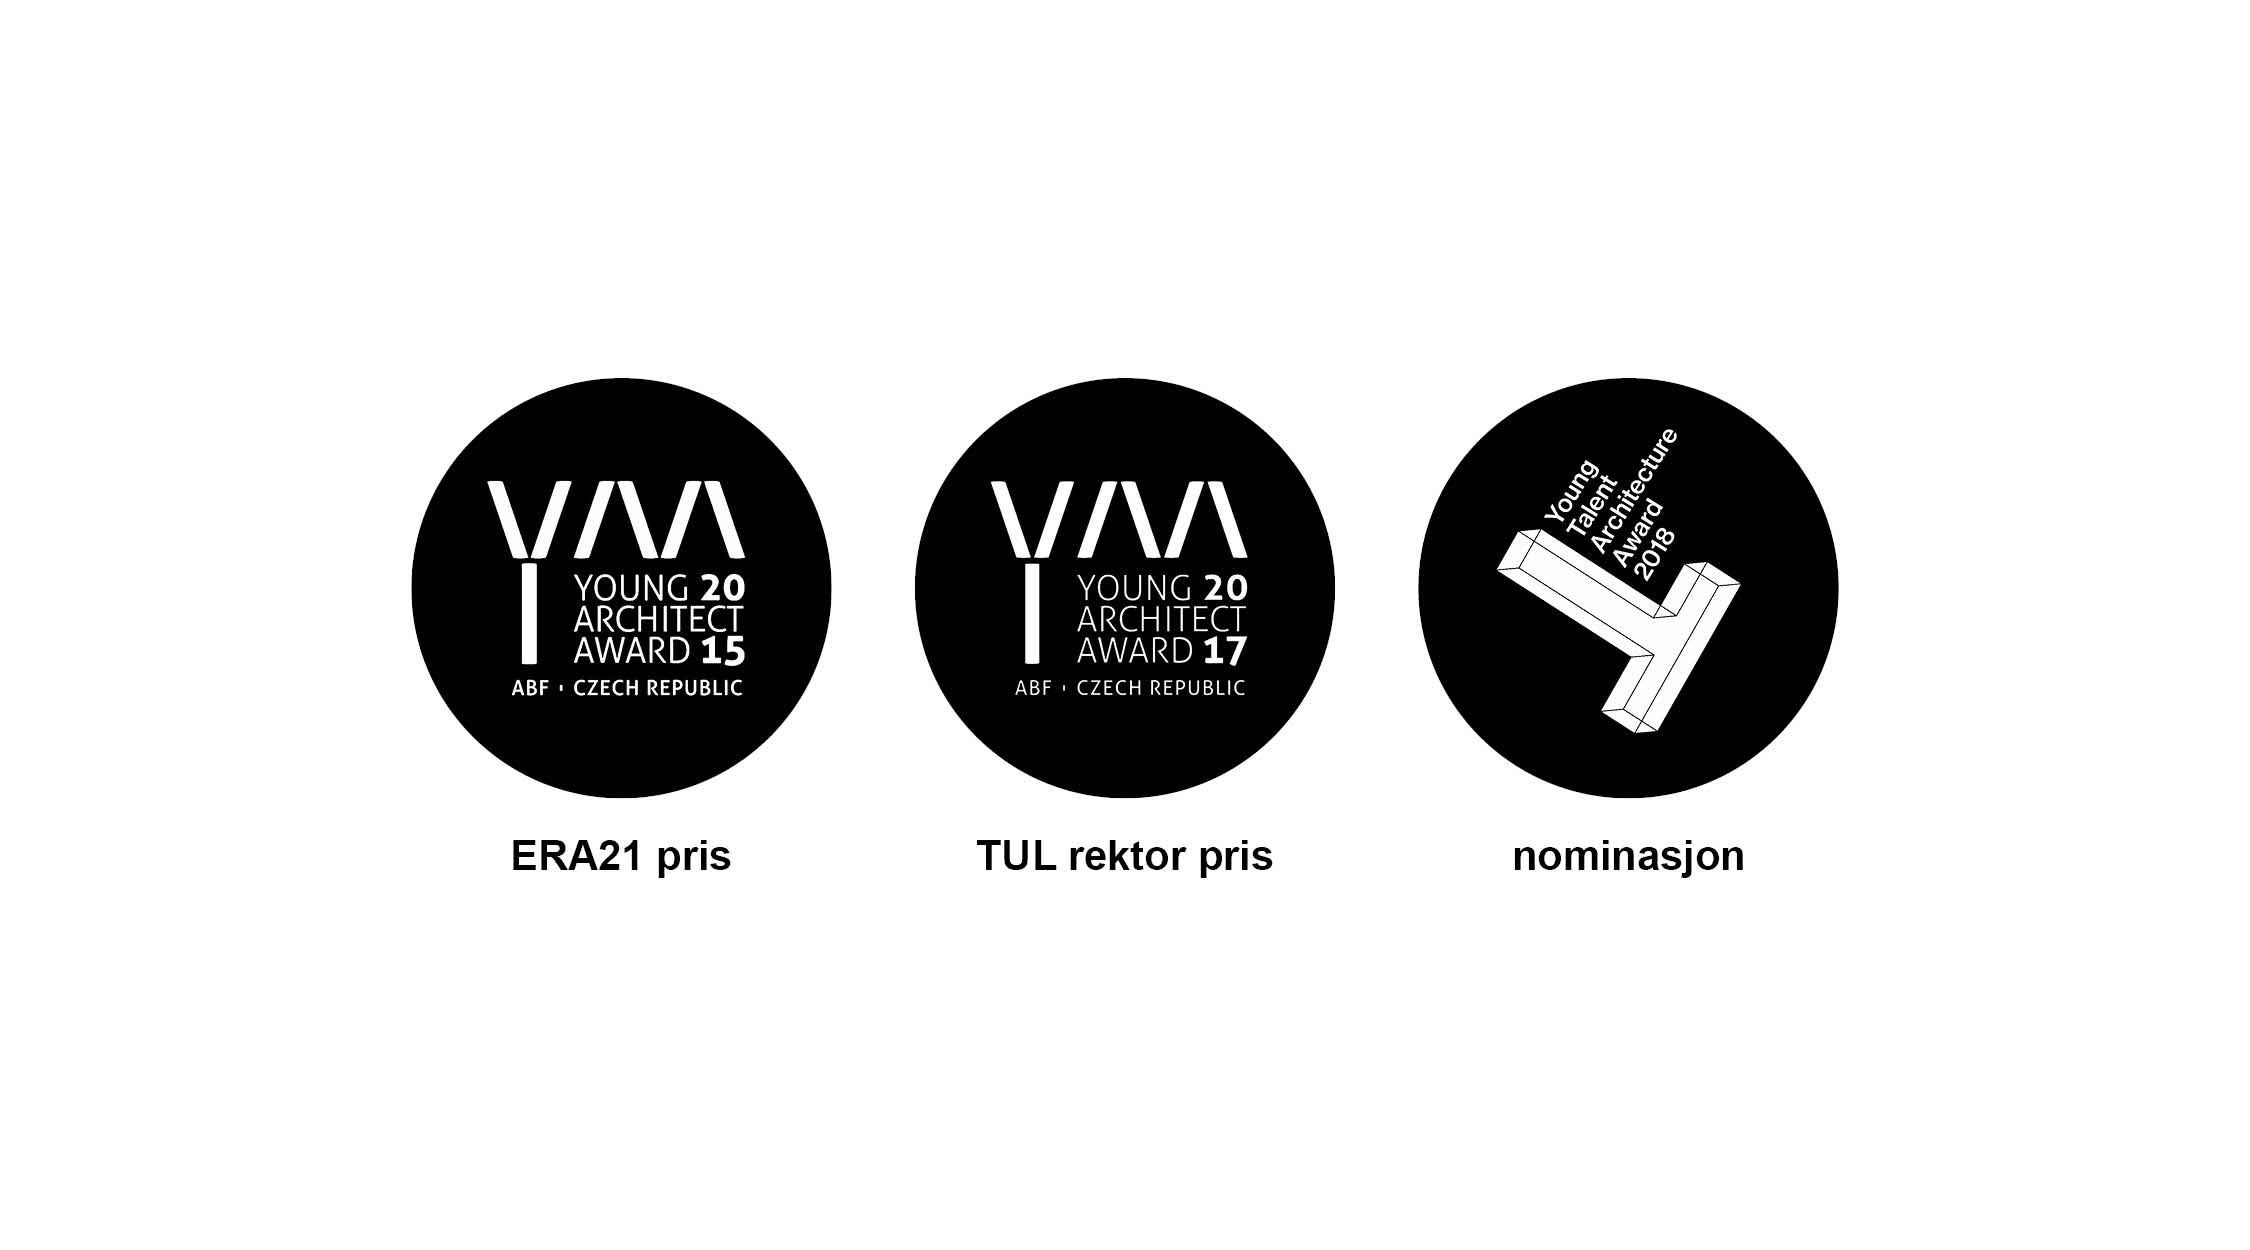 YAA
YOUNG 20
ARCHITECT
AWARD 15
ABF ' CZECH REPUBLIC
ERA21 pris
YAA
YOUNG 20
ARCHITECT
AWARD 17
ABF ' CZECH REPUBLIC
TUL rektor pris
Young
Talent
Architecture
Award
2018
nominasjon